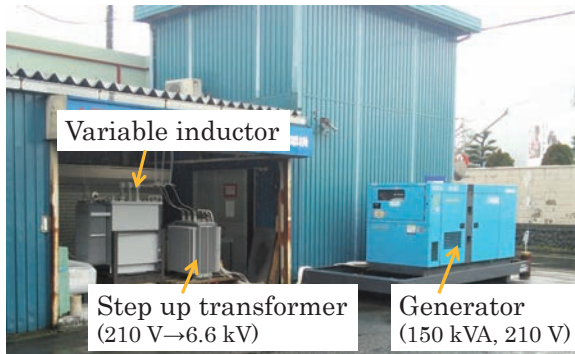 Variable inductor
Step up transformer
(210 V→6.6 kV)
Generator
(150 kVA, 210 V)